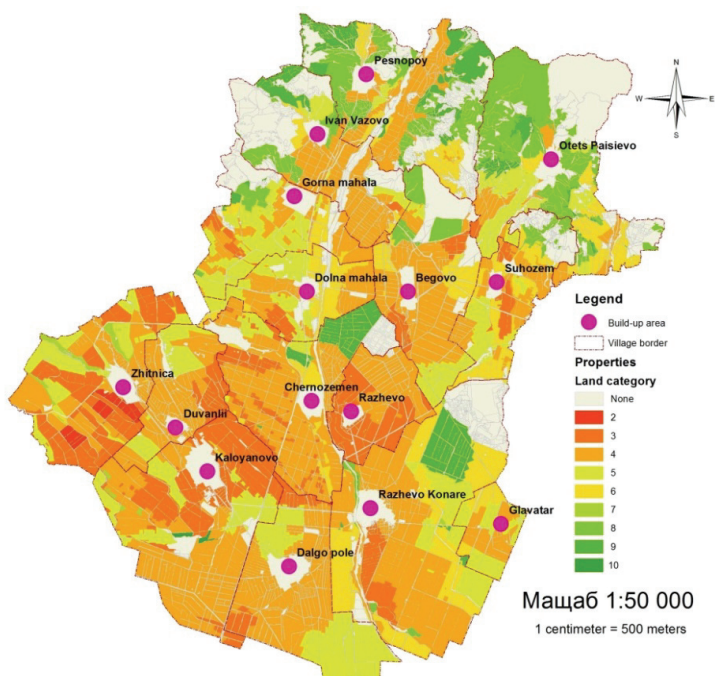 Pesnopoy
N
W E
S
Ivan Vazovo
Otets Paisievo
Gorna mahala
Dolna mahala
Begovo
Suhozem
Zhitnica
Duvanlii
Chernozemen
Razhevo
Kaloyanovo
Razhevo Konare
Glavatar
Dalgo pole
Legend
Build-up area
Village border
Properties
Land category
None
2
3
4
5
6
7
8
9
10
Мащаб 1:50 000
1 centimeter = 500 meters